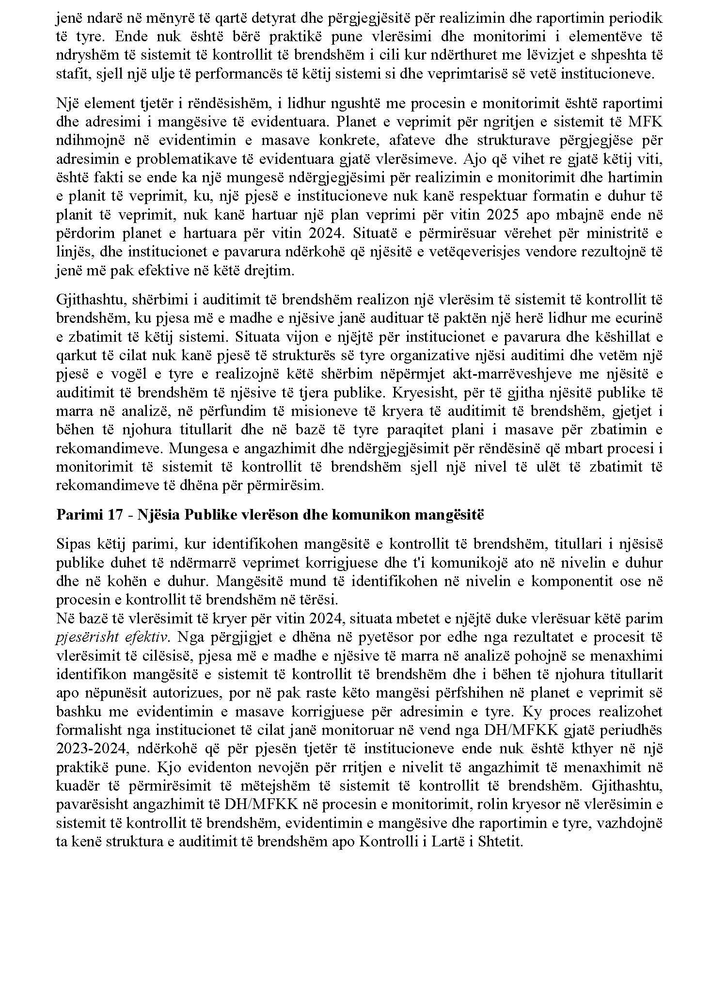 jenë ndarë në mënyrë të qartë detyrat dhe përgjegjësitë për realizimin dhe raportimin periodik
të tyre. Ende nuk është bërë praktikë pune vlerësimi dhe monitorimi i elementëve të
ndryshëm të sistemit të kontrollit të brendshëm i cili kur ndërthuret me lëvizjet e shpeshta të
stafit, sjell një ulje të performancës të këtij sistemi si dhe veprimtarisë së vetë institucioneve.
Një element tjetër i rëndësishëm, i lidhur ngushtë me procesin e monitorimit është raportimi
dhe adresimi i mangësive të evidentuara. Planet e veprimit për ngritjen e sistemit të MFK
ndihmojnë në evidentimin e masave konkrete, afateve dhe strukturave përgjegjëse për
adresimin e problematikave të evidentuara gjatë vlerësimeve. Ajo që vihet re gjatë këtij viti,
është fakti se ende ka një mungesë ndërgjegjësimi për realizimin e monitorimit dhe hartimin
e planit të veprimit, ku, një pjesë e institucioneve nuk kanë respektuar formatin e duhur të
planit të veprimit, nuk kanë hartuar një plan veprimi për vitin 2025 apo mbajnë ende në
përdorim planet e hartuara për vitin 2024. Situatë e përmirësuar vërehet për ministritë e
linjës, dhe institucionet e pavarura ndërkohë që njësitë e vetëqeverisjes vendore rezultojnë të
jenë më pak efektive në këtë drejtim.
Gjithashtu, shërbimi i auditimit të brendshëm realizon një vlerësim të sistemit të kontrollit të
brendshëm, ku pjesa më e madhe e njësive janë audituar të paktën një herë lidhur me ecurinë
e zbatimit të këtij sistemi. Situata vijon e njëjtë për institucionet e pavarura dhe këshillat e
qarkut të cilat nuk kanë pjesë të strukturës së tyre organizative njësi auditimi dhe vetëm një
pjesë e vogël e tyre e realizojnë këtë shërbim nëpërmjet akt-marrëveshjeve me njësitë e
auditimit të brendshëm të njësive të tjera publike. Kryesisht, për të gjitha njësitë publike të
marra në analizë, në përfundim të misioneve të kryera të auditimit të brendshëm, gjetjet i
bëhen të njohura titullarit dhe në bazë të tyre paraqitet plani i masave për zbatimin e
rekomandimeve. Mungesa e angazhimit dhe ndërgjegjësimit për rëndësinë që mbart procesi i
monitorimit të sistemit të kontrollit të brendshëm sjell një nivel të ulët të zbatimit të
rekomandimeve të dhëna për përmirësim.
Parimi 17 - Njësia Publike vlerëson dhe komunikon mangësitë
Sipas këtij parimi, kur identifikohen mangësitë e kontrollit të brendshëm, titullari i njësisë
publike duhet të ndërmarrë veprimet korrigjuese dhe t'i komunikojë ato në nivelin e duhur
dhe në kohën e duhur. Mangësitë mund të identifikohen në nivelin e komponentit ose në
procesin e kontrollit të brendshëm në tërësi.
Në bazë të vlerësimit të kryer për vitin 2024, situata mbetet e njëjtë duke vlerësuar këtë parim
pjesërisht efektiv. Nga përgjigjet e dhëna në pyetësor por edhe nga rezultatet e procesit të
vlerësimit të cilësisë, pjesa më e madhe e njësive të marra në analizë pohojnë se menaxhimi
identifikon mangësitë e sistemit të kontrollit të brendshëm dhe i bëhen të njohura titullarit
apo nëpunësit autorizues, por në pak raste këto mangësi përfshihen në planet e veprimit së
bashku me evidentimin e masave korrigjuese për adresimin e tyre. Ky proces realizohet
formalisht nga institucionet të cilat janë monitoruar në vend nga DH/MFKK gjatë periudhës
2023-2024, ndërkohë që për pjesën tjetër të institucioneve ende nuk është kthyer në një
praktikë pune. Kjo evidenton nevojën për rritjen e nivelit të angazhimit të menaxhimit në
kuadër të përmirësimit të mëtejshëm të sistemit të kontrollit të brendshëm. Gjithashtu,
pavarësisht angazhimit të DH/MFKK në procesin e monitorimit, rolin kryesor në vlerësimin e
sistemit të kontrollit të brendshëm, evidentimin e mangësive dhe raportimin e tyre, vazhdojnë
ta kenë struktura e auditimit të brendshëm apo Kontrolli i Lartë i Shtetit.